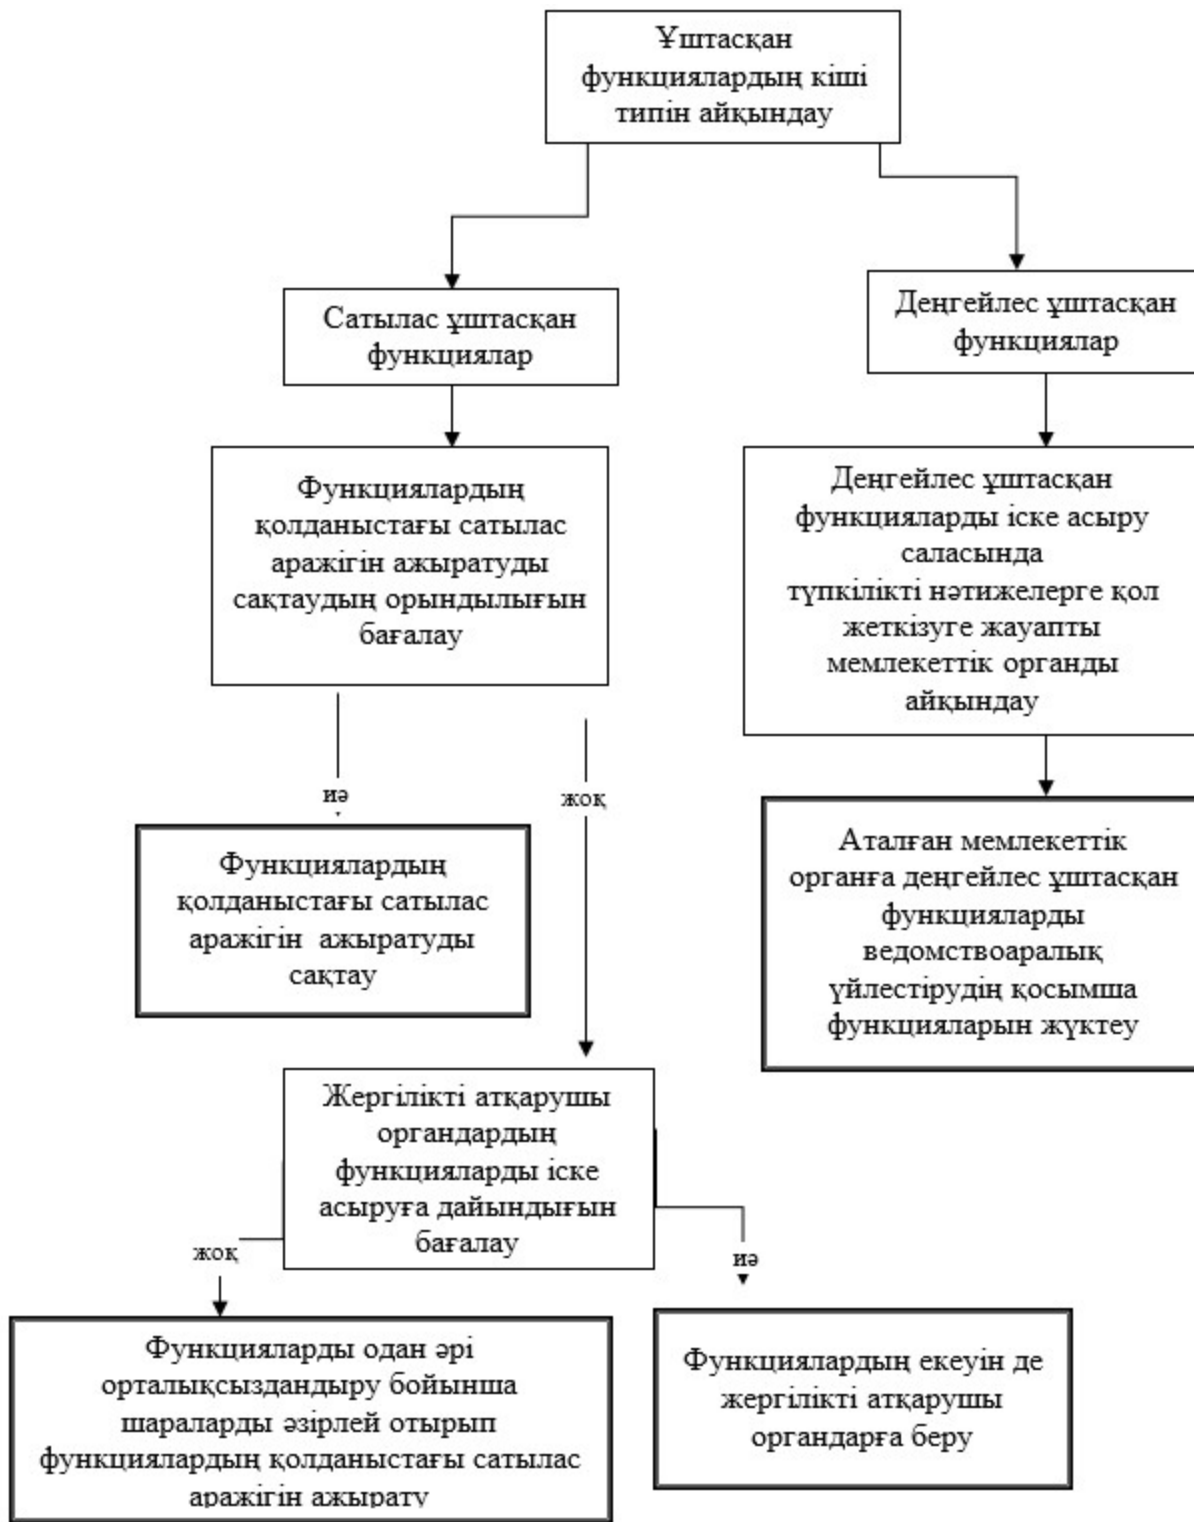 Ұштасқан
функциялардың кіші
типін айқындау
Сатылас ұштасқан
функциялар
Деңгейлес ұштасқан
функциялар
Функциялардың
қолданыстағы сатылас
аражігін ажыратуды
сақтаудың орындылығын
бағалау
Деңгейлес ұштасқан
функцияларды іске асыру
саласында
түпкілікті нәтижелерге қол
жеткізуге жауапты
мемлекеттік органды
айқындау
иә
жоқ
Функциялардың
қолданыстағы сатылас
аражігін ажыратуды
сақтау
Аталған мемлекеттік
органға деңгейлес ұштасқан
функцияларды
ведомствоаралық
үйлестірудің қосымша
функцияларын жүктеу
Жергілікті атқарушы
органдардың
функцияларды іске
асыруға дайындығын
бағалау
жоқ
иә
Функцияларды одан әрі
орталықсыздандыру бойынша
шараларды әзірлей отырып
функциялардың қолданыстағы сатылас
аражігін ажырату
Функциялардың екеуін де
жергілікті атқарушы
органдарға беру